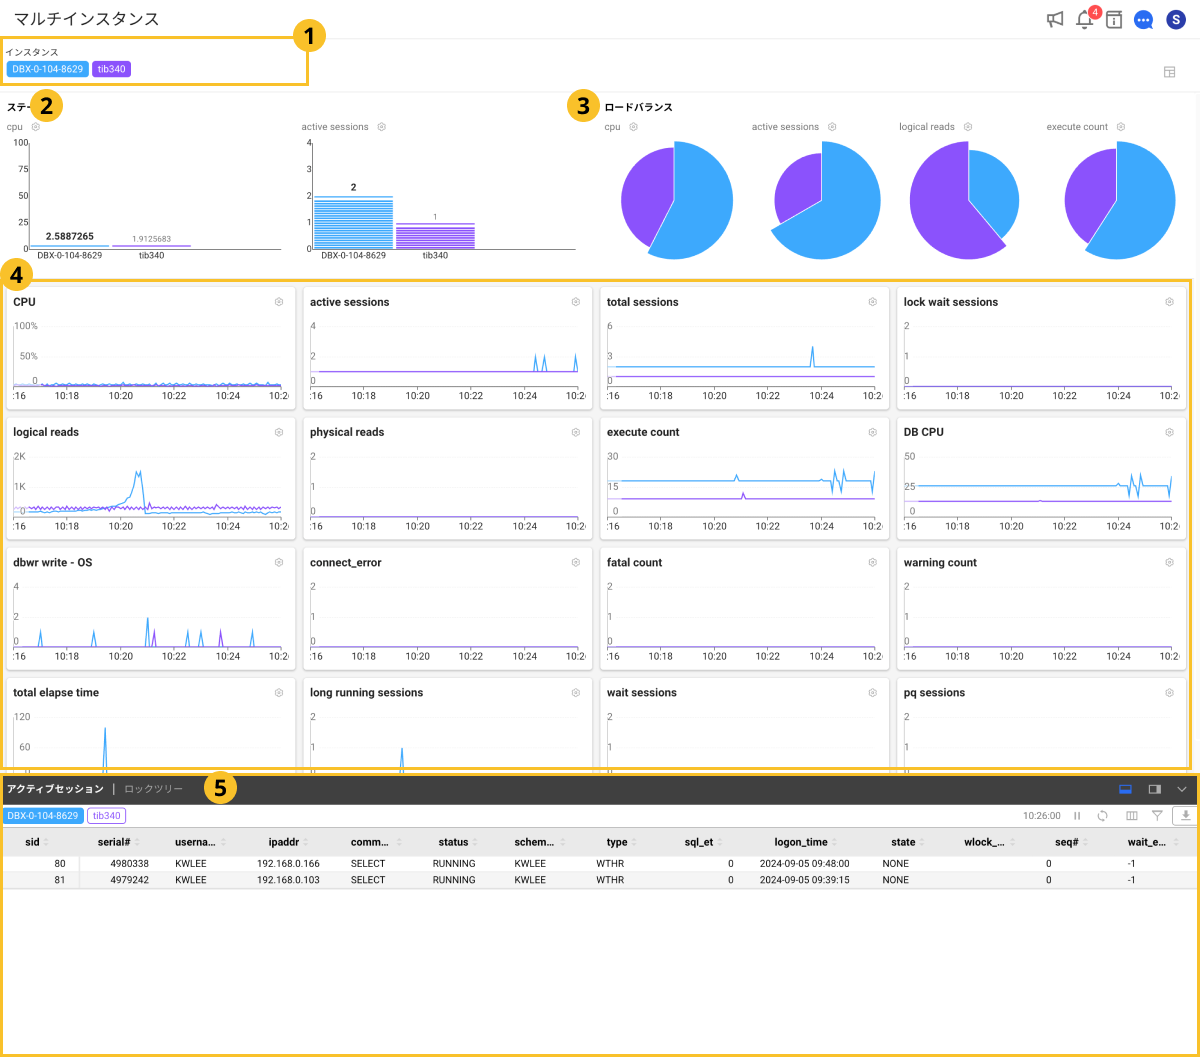 マルチインスタンス
4
S
1
インスタンス
DBX-0-104-8629 tib340
ステー 2
3 ロードバランス
cpu
active sessions
cpu
active sessions
logical reads
execute count
100
75
50
25
0
2.5887265
1.9125683
DBX-0-104-8629
tib340
4
3
2
1
0
2
1
DBX-0-104-8629
tib340
4
CPU
100%
50%
0
:16 10:18 10:20 10:22 10:24 10:2
active sessions
4
2
0
:16 10:18 10:20 10:22 10:24 10:2
total sessions
6
3
0
:16 10:18 10:20 10:22 10:24 10:2
lock wait sessions
2
1
0
:16 10:18 10:20 10:22 10:24 10:2
logical reads
2K
1K
0
:16 10:18 10:20 10:22 10:24 10:2
physical reads
2
1
0
:16 10:18 10:20 10:22 10:24 10:2
execute count
30
15
0
:16 10:18 10:20 10:22 10:24 10:2
DB CPU
50
25
0
:16 10:18 10:20 10:22 10:24 10:2
dbwr write - OS
4
2
0
:16 10:18 10:20 10:22 10:24 10:2
connect_error
2
1
0
:16 10:18 10:20 10:22 10:24 10:2
fatal count
2
1
0
:16 10:18 10:20 10:22 10:24 10:2
warning count
2
1
0
:16 10:18 10:20 10:22 10:24 10:2
total elapse time
120
60
long running sessions
2
1
wait sessions
2
1
pq sessions
2
1
アクティブセッション | ロックツリー 5
DBX-0-104-8629 tib340 10:26:00
sid serial# userna... ipaddr comm... status schem... type sql_et logon_time state wlock_... seq# wait_e...
80 4980338 KWLEE 192.168.0.166 SELECT RUNNING KWLEE WTHR 0 2024-09-05 09:48:00 NONE 0 -1
81 4979242 KWLEE 192.168.0.103 SELECT RUNNING KWLEE WTHR 0 2024-09-05 09:39:15 NONE 0 -1